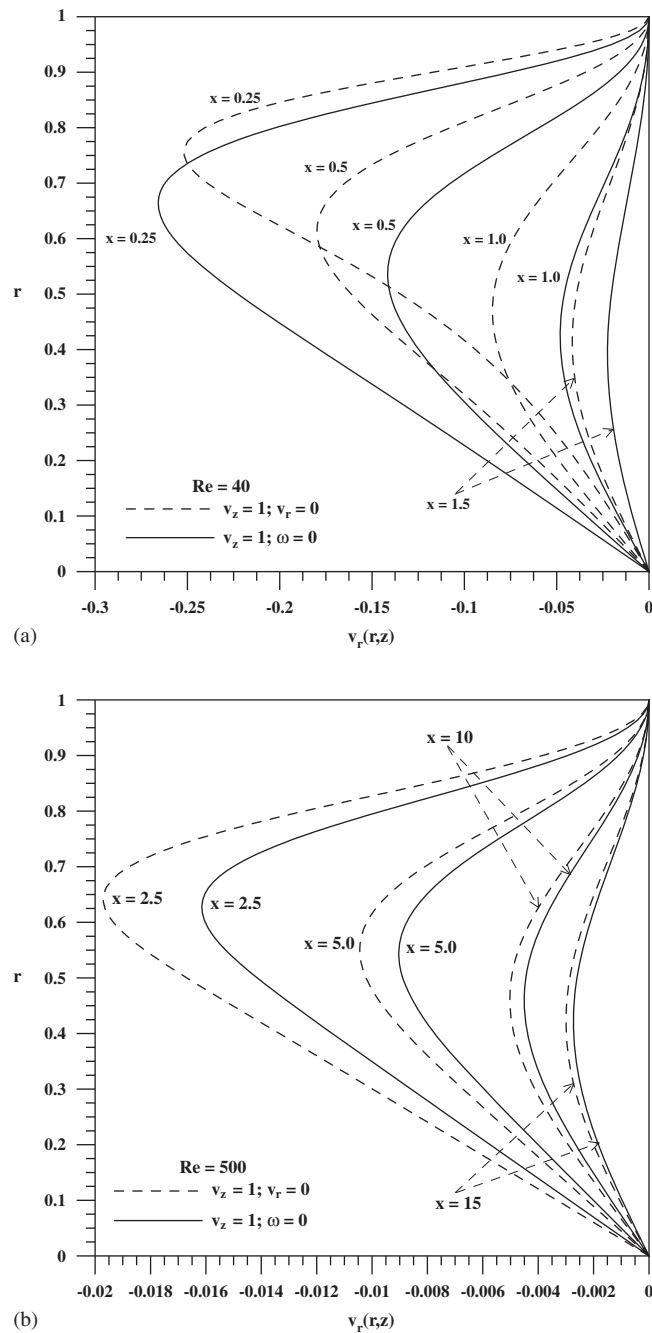 1
0.9
x = 0.25
0.8
x = 0.5
0.7
x = 0.5
0.6
x = 0.25
x = 1.0
x = 1.0
r
0.5
0.4
0.3
0.2
Re = 40
x = 1.5
v_z = 1; v_r = 0
0.1
v_z = 1; ω = 0
0
-0.3 -0.25 -0.2 -0.15 -0.1 -0.05 0
(a)
v_r(r,z)
1
x = 10
0.9
0.8
0.7
x = 2.5 x = 2.5
0.6
x = 5.0 x = 5.0
r
0.5
0.4
0.3
0.2
Re = 500
v_z = 1; v_r = 0
0.1
x = 15
v_z = 1; ω = 0
0
-0.02 -0.018 -0.016 -0.014 -0.012 -0.01 -0.008 -0.006 -0.004 -0.002 0
(b)
v_r(r,z)